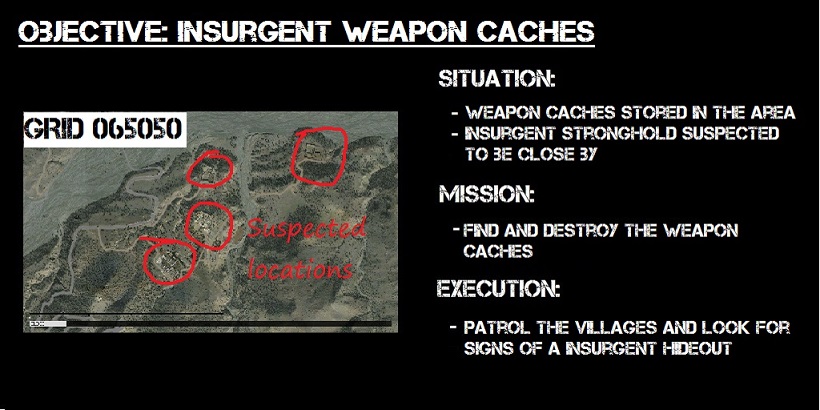 OBJECTIVE: INSURGENT WEAPON CACHES
GRID 065050
Suspected
locations
SITUATION:
- WEAPON CACHES STORED IN THE AREA
- INSURGENT STRONGHOLD SUSPECTED
TO BE CLOSE BY
MISSION:
- FIND AND DESTROY THE WEAPON
CACHES
EXECUTION:
- PATROL THE VILLAGES AND LOOK FOR
SIGNS OF A INSURGENT HIDEOUT